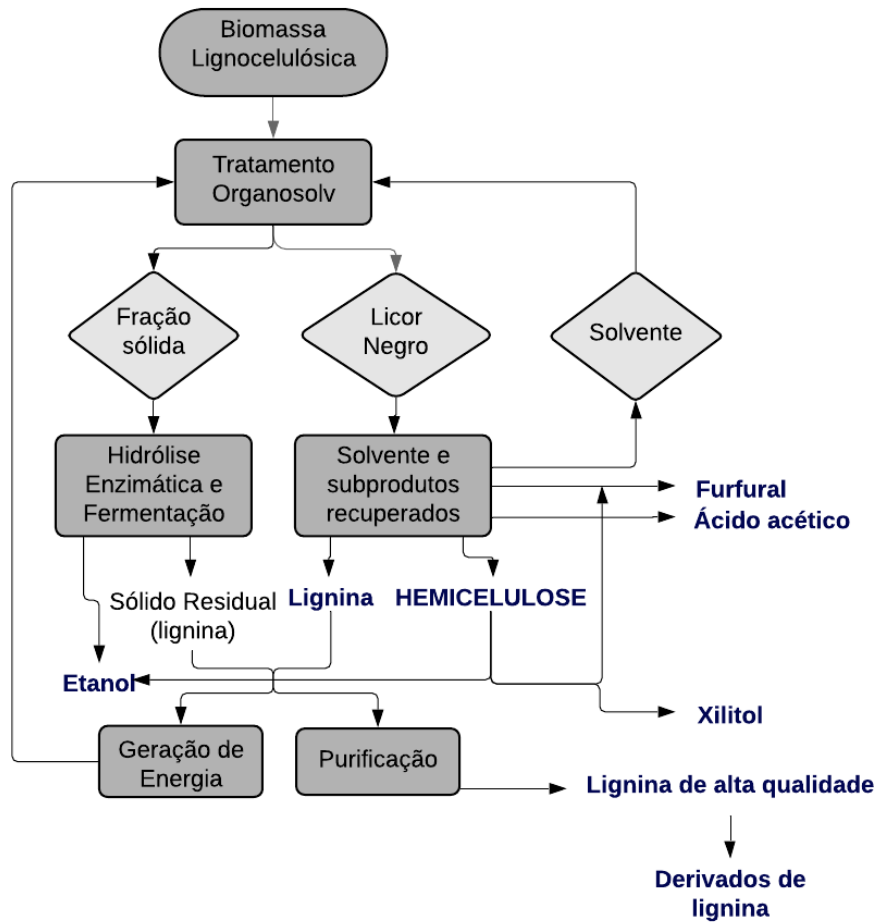 Biomassa
Lignocelulósica
Tratamento
Organosolv
Fração
sólida
Licor
Negro
Solvente
Hidrólise
Enzimática e
Fermentação
Solvente e
subprodutos
recuperados
Furfural
Ácido acético
Sólido Residual
(lignina)
Lignina
HEMICELULOSE
Etanol
Xilitol
Geração de
Energia
Purificação
Lignina de alta qualidade
Derivados de
lignina